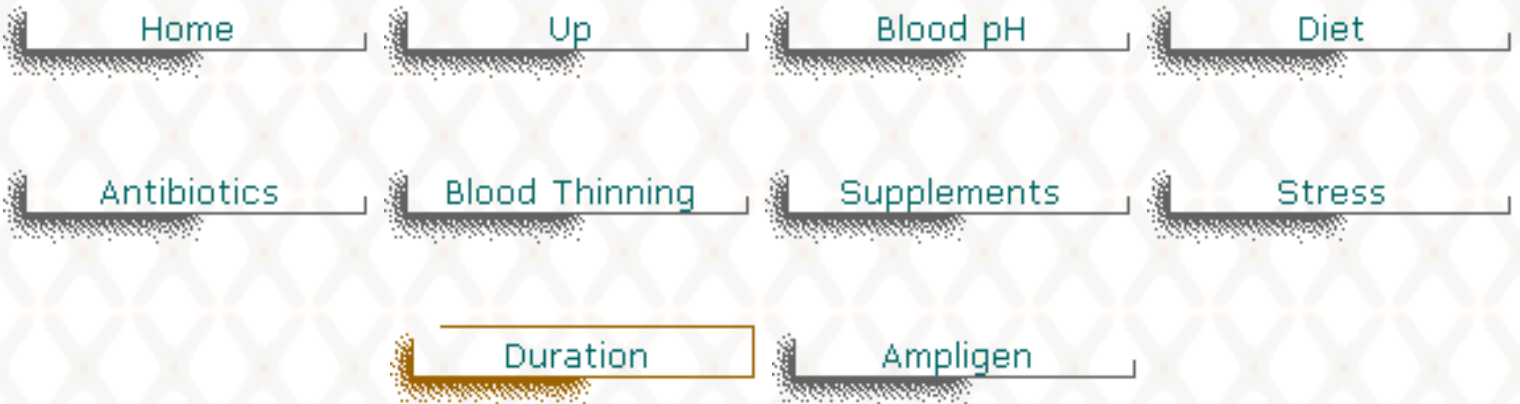 Home Up Blood pH Diet
Antibiotics Blood Thinning Supplements Stress
Duration Ampligen